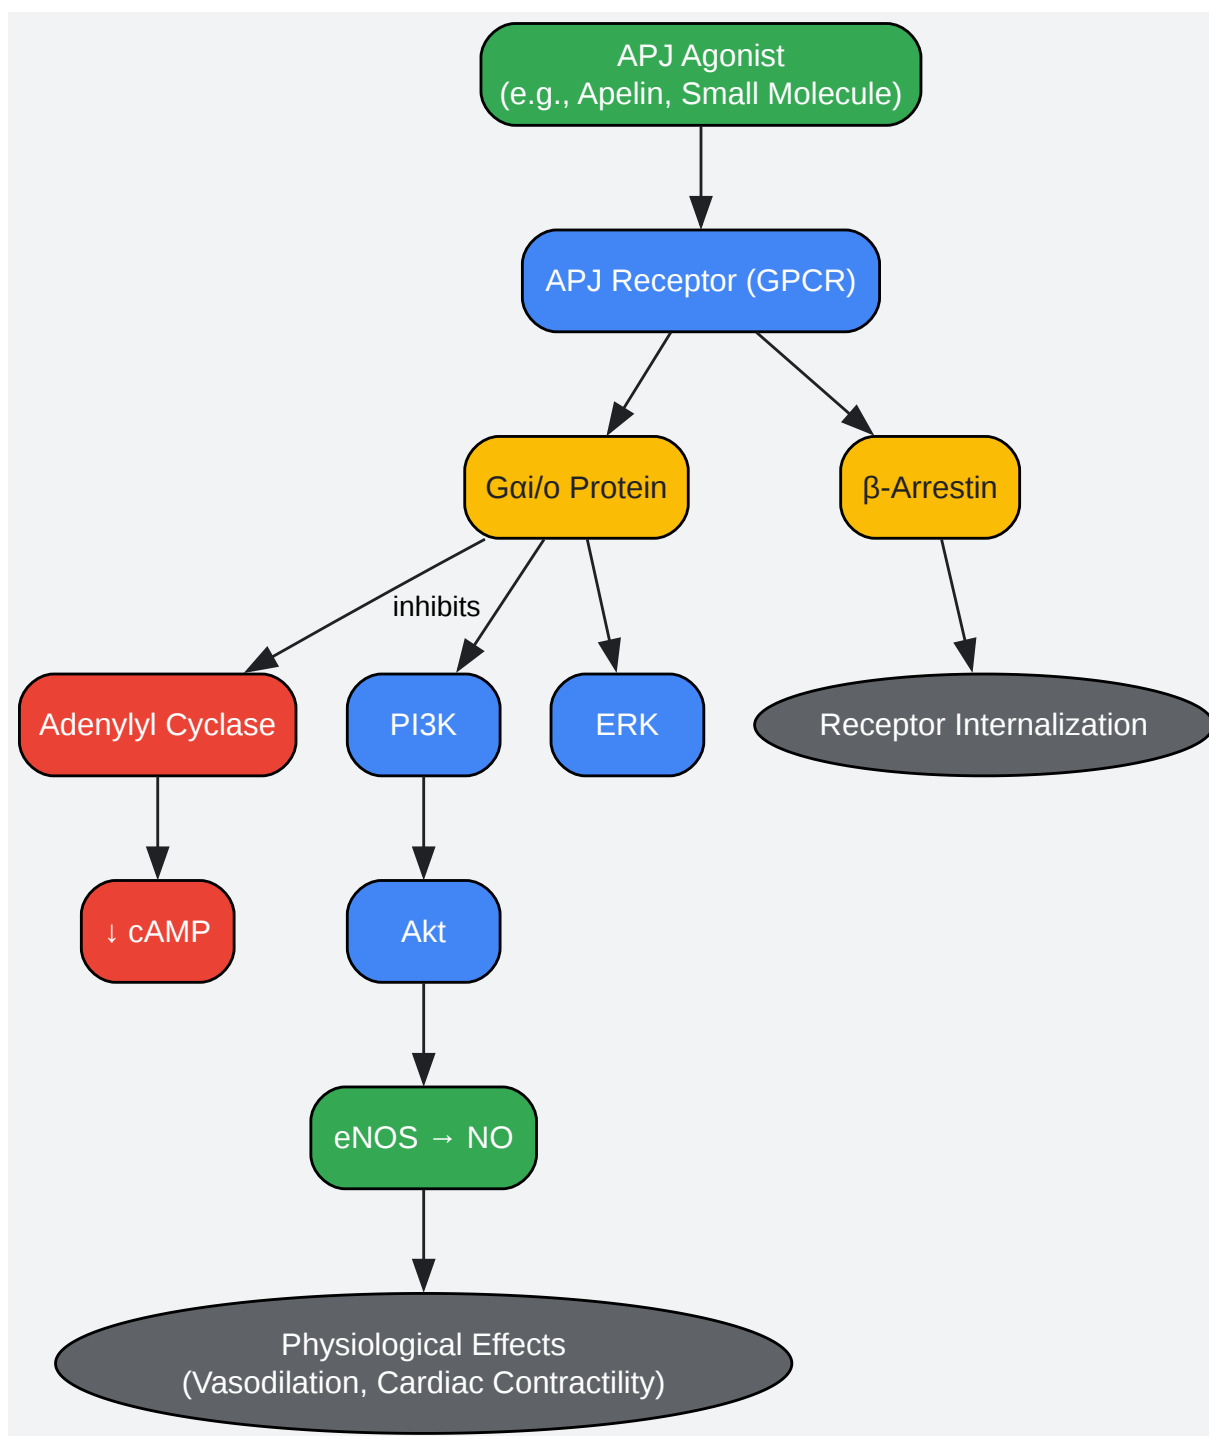 APJ Agonist
(e.g., Apelin, Small Molecule)
APJ Receptor (GPCR)
Gαi/o Protein
β-Arrestin
inhibits
Adenylyl Cyclase
PI3K
ERK
Receptor Internalization
↓ cAMP
Akt
eNOS → NO
Physiological Effects
(Vasodilation, Cardiac Contractility)